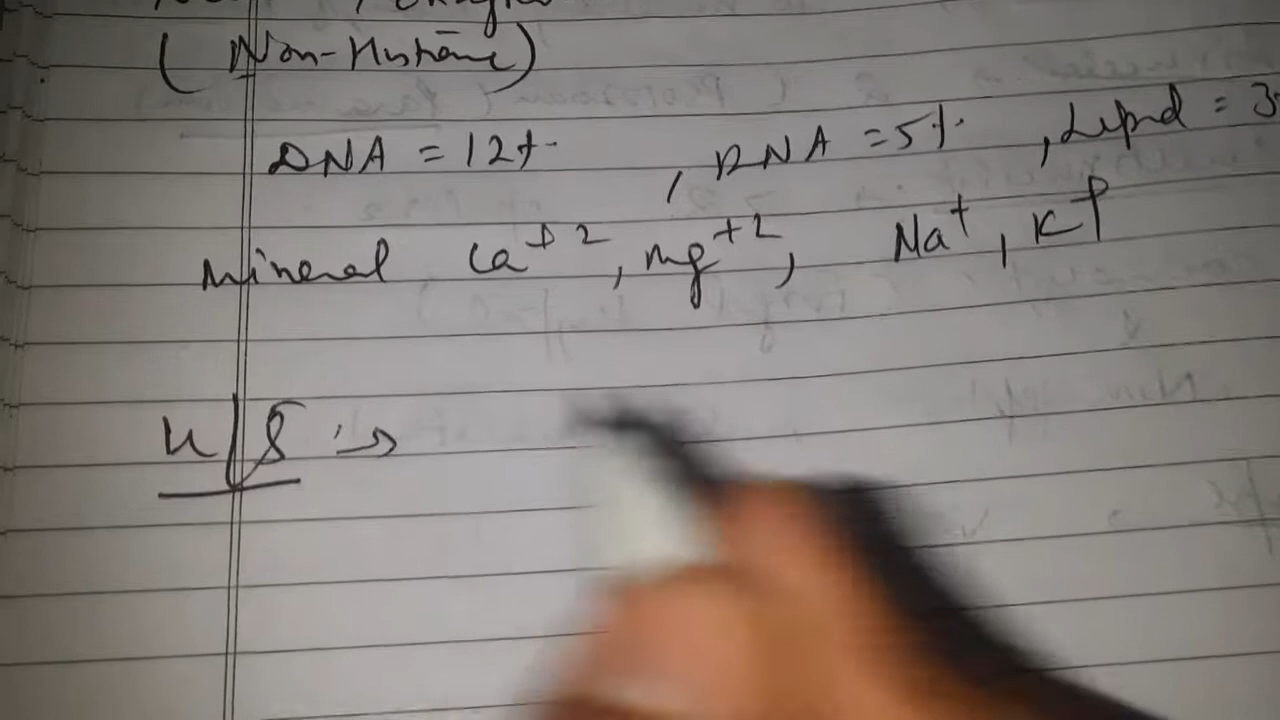 (Non-Histone)
DNA = 12%, RNA = 5%, Lipid = 3
Mineral Ca+2, Mg+2, Na+, K+
U/S :->